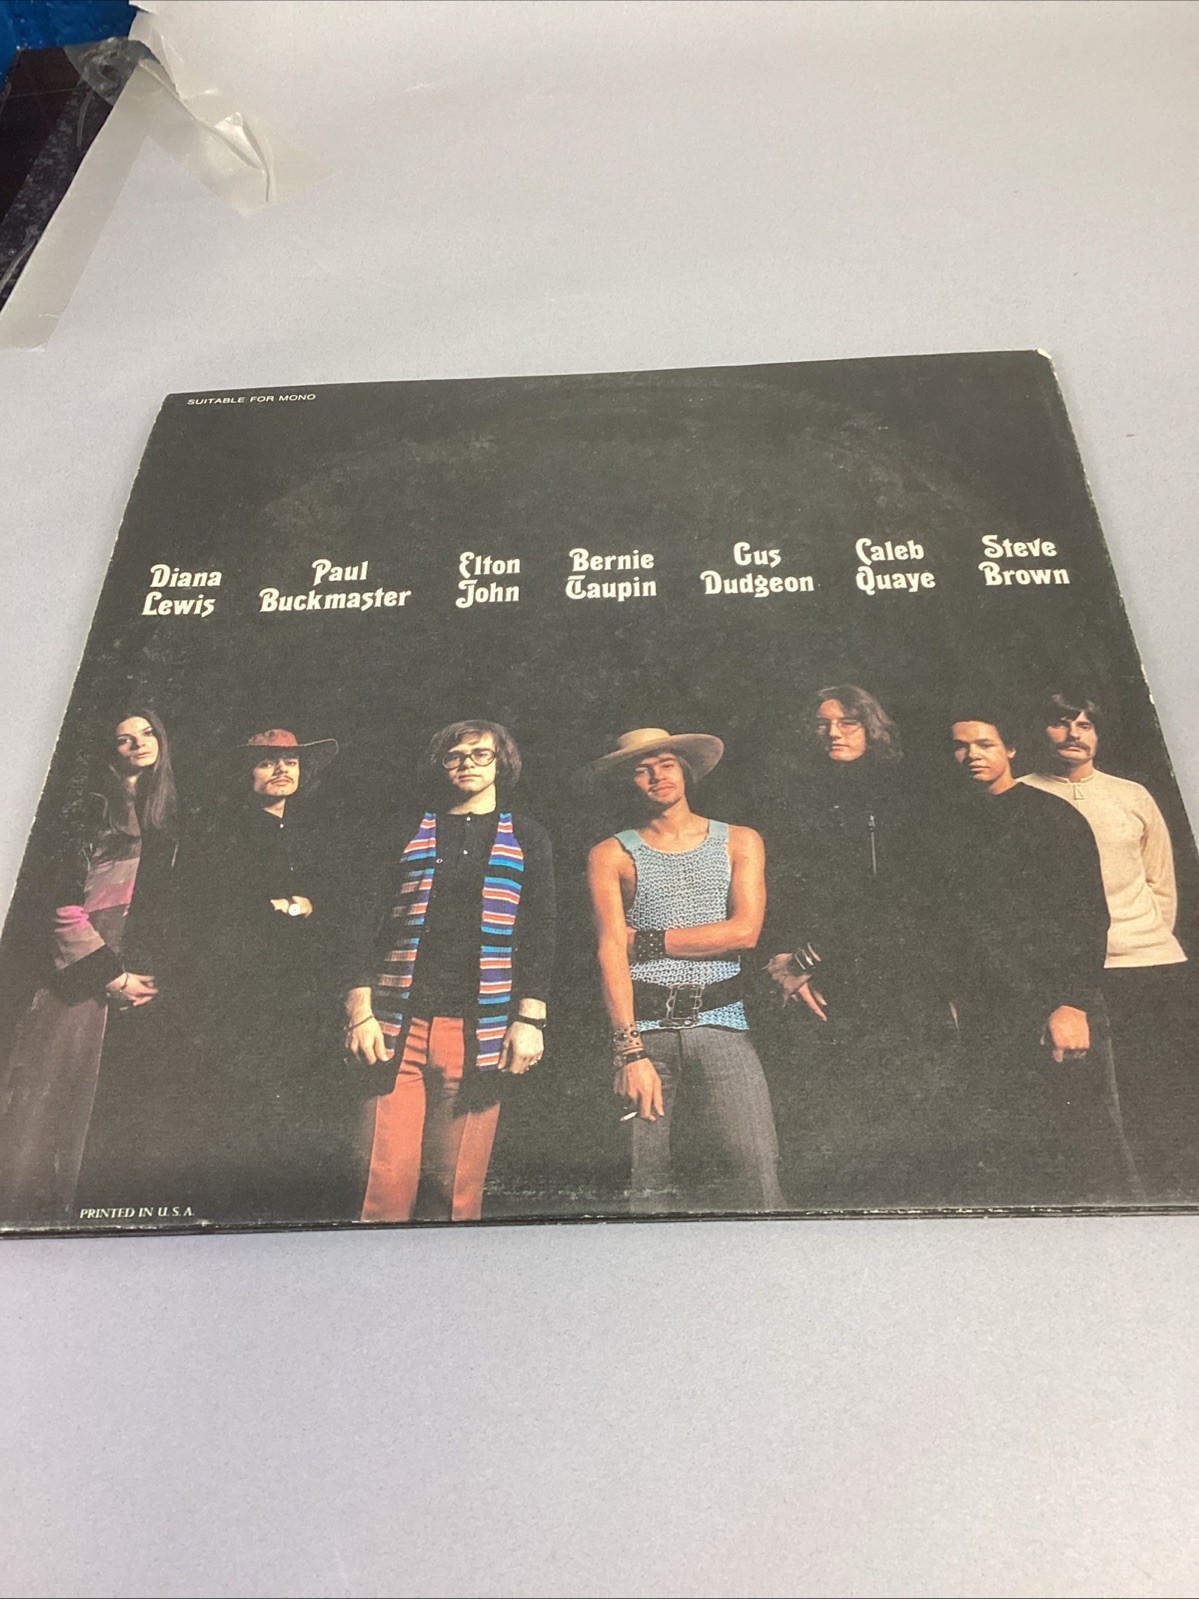 SUITABLE FOR MONO
Diana
Lewis
Paul
Buckmaster
Elton
John
Bernie
Taupin
Gus
Dudgeon
Caleb
Quaye
Steve
Brown
PRINTED IN U.S.A.